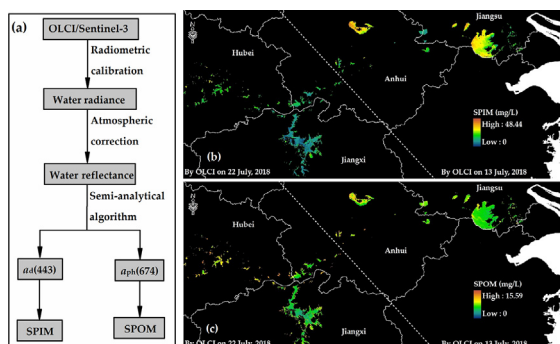 (a)
OLCI/Sentinel-3
Radiometric
calibration
Water radiance
Atmospheric
correction
Water reflectance
Semi-analytical
algorithm
ad(443)
aph(674)
SPIM
SPOM
Jiangsu
Hubei
Anhui
SPIM (mg/L)
High : 48.44
Low : 0
(b)
Jiangxi
By OLCI on 22 July, 2018
By OLCI on 13 July, 2018
Jiangsu
Hubei
Anhui
SPOM (mg/L)
High : 15.59
Low : 0
(c)
Jiangxi
By OLCI on 22 July, 2018
By OLCI on 13 July, 2018